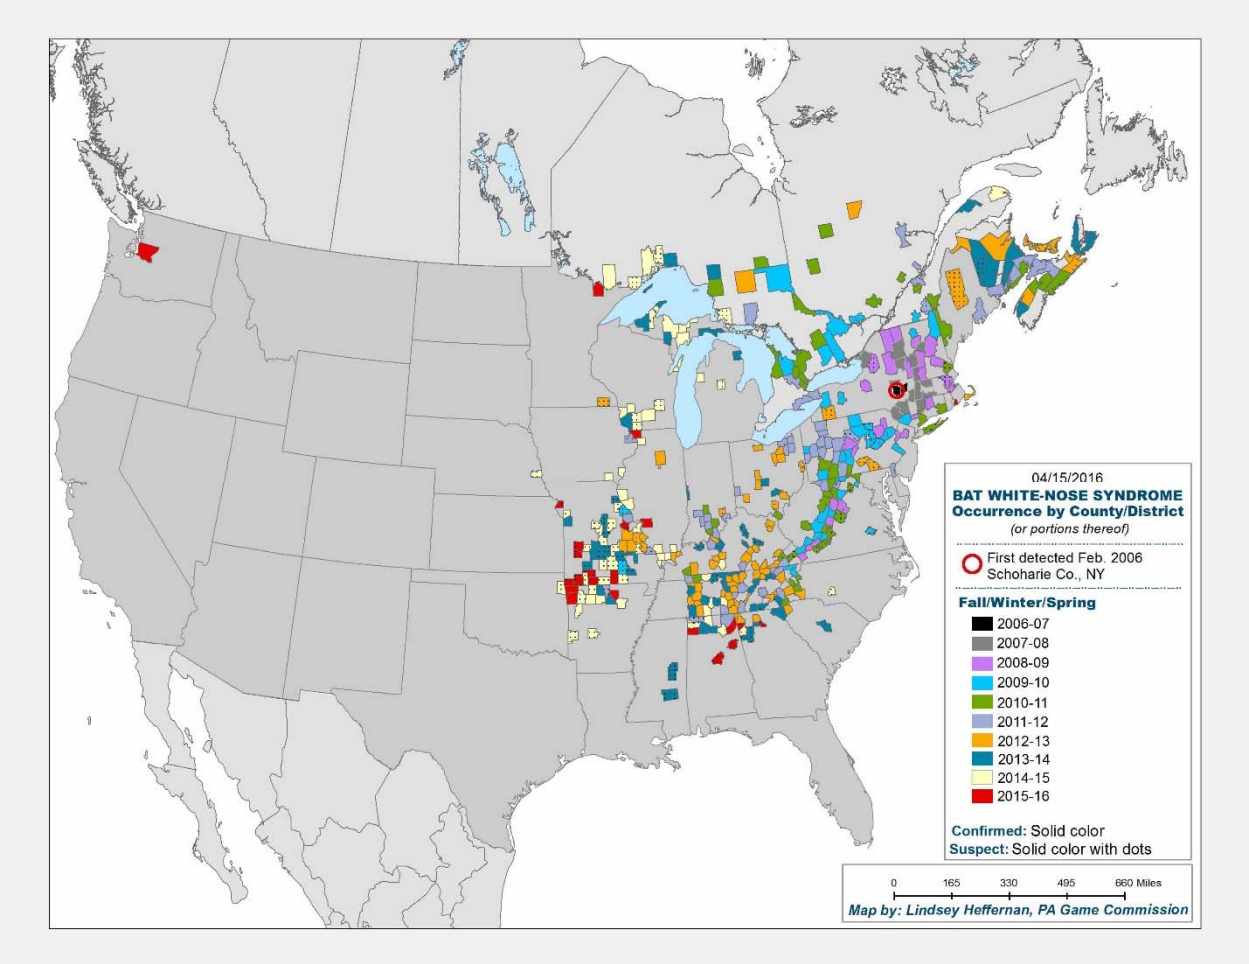 04/15/2016
BAT WHITE-NOSE SYNDROME
Occurrence by County/District
(or portions thereof)
First detected Feb. 2006
Schoharie Co., NY
Fall/Winter/Spring
2006-07
2007-08
2008-09
2009-10
2010-11
2011-12
2012-13
2013-14
2014-15
2015-16
Confirmed: Solid color
Suspect: Solid color with dots
0 165 330 495 660 Miles
Map by: Lindsey Heffernan, PA Game Commission